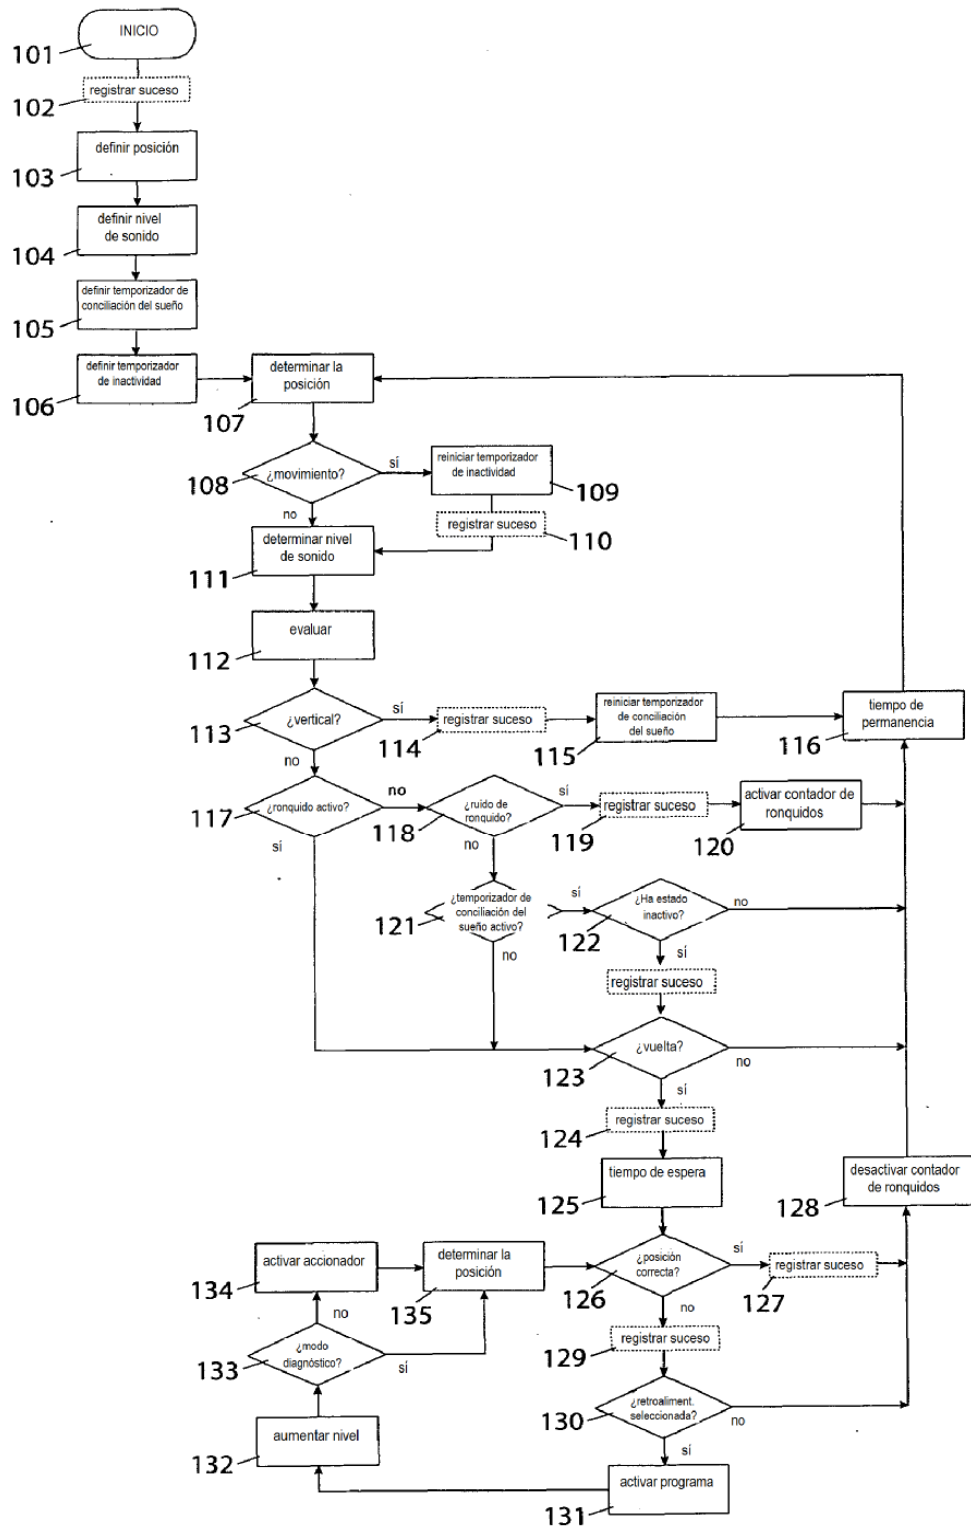 INICIO
101
registrar suceso
102
definir posición
103
definir nivel
de sonido
104
definir temporizador de
conciliación del sueño
105
definir temporizador
de inactividad
106
determinar la
posición
107
¿movimiento?
108
sí
no
reiniciar temporizador
de inactividad
109
registrar suceso
110
determinar nivel
de sonido
111
evaluar
112
¿vertical?
113
sí
no
registrar suceso
114
reiniciar temporizador
de conciliación
del sueño
115
tiempo de
permanencia
116
¿ronquido activo?
117
no
sí
¿ruído de
ronquido?
118
sí
no
registrar suceso
119
activar contador de
ronquidos
120
¿temporizador de
conciliación del
sueño activo?
121
sí
no
¿Ha estado
inactivo?
122
no
sí
registrar suceso
¿vuelta?
123
no
sí
registrar suceso
124
tiempo de espera
125
desactivar contador
de ronquidos
128
¿posición
correcta?
126
sí
no
registrar suceso
127
activar accionador
134
determinar la
posición
135
registrar suceso
129
¿modo
diagnóstico?
133
no
sí
¿retroaliment.
seleccionada?
130
no
sí
aumentar nivel
132
activar programa
131